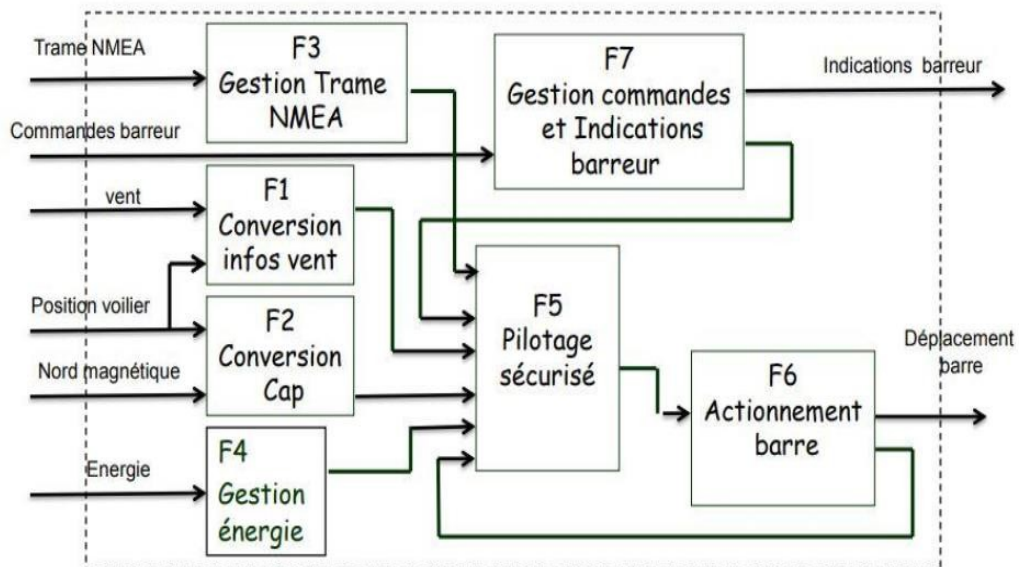 Trame NMEA
F3
Gestion Trame
NMEA
F7
Gestion commandes
et Indications
barreur
Indications barreur
Commandes barreur
vent
F1
Conversion
infos vent
Position voilier
F2
Conversion
Cap
Nord magnétique
F5
Pilotage
sécurisé
Déplacement
barre
F6
Actionnement
barre
Energie
F4
Gestion
énergie